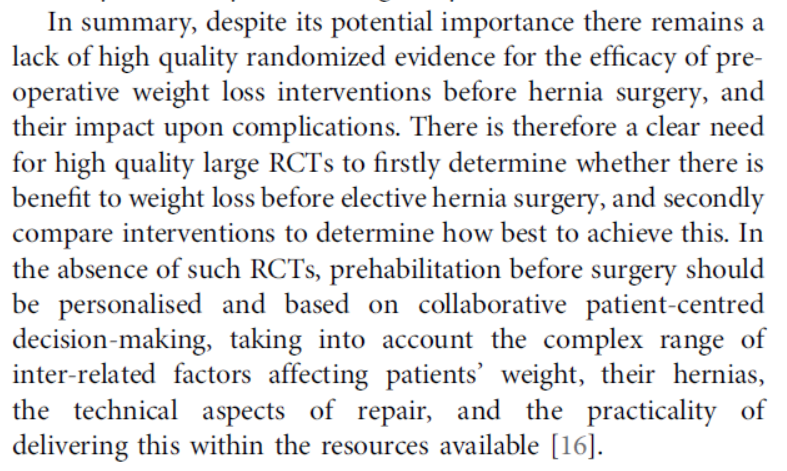 In summary, despite its potential importance there remains a
lack of high quality randomized evidence for the efficacy of pre-
operative weight loss interventions before hernia surgery, and
their impact upon complications. There is therefore a clear need
for high quality large RCTs to firstly determine whether there is
benefit to weight loss before elective hernia surgery, and secondly
compare interventions to determine how best to achieve this. In
the absence of such RCTs, prehabilitation before surgery should
be personalised and based on collaborative patient-centred
decision-making, taking into account the complex range of
inter-related factors affecting patients’ weight, their hernias,
the technical aspects of repair, and the practicality of
delivering this within the resources available [16].